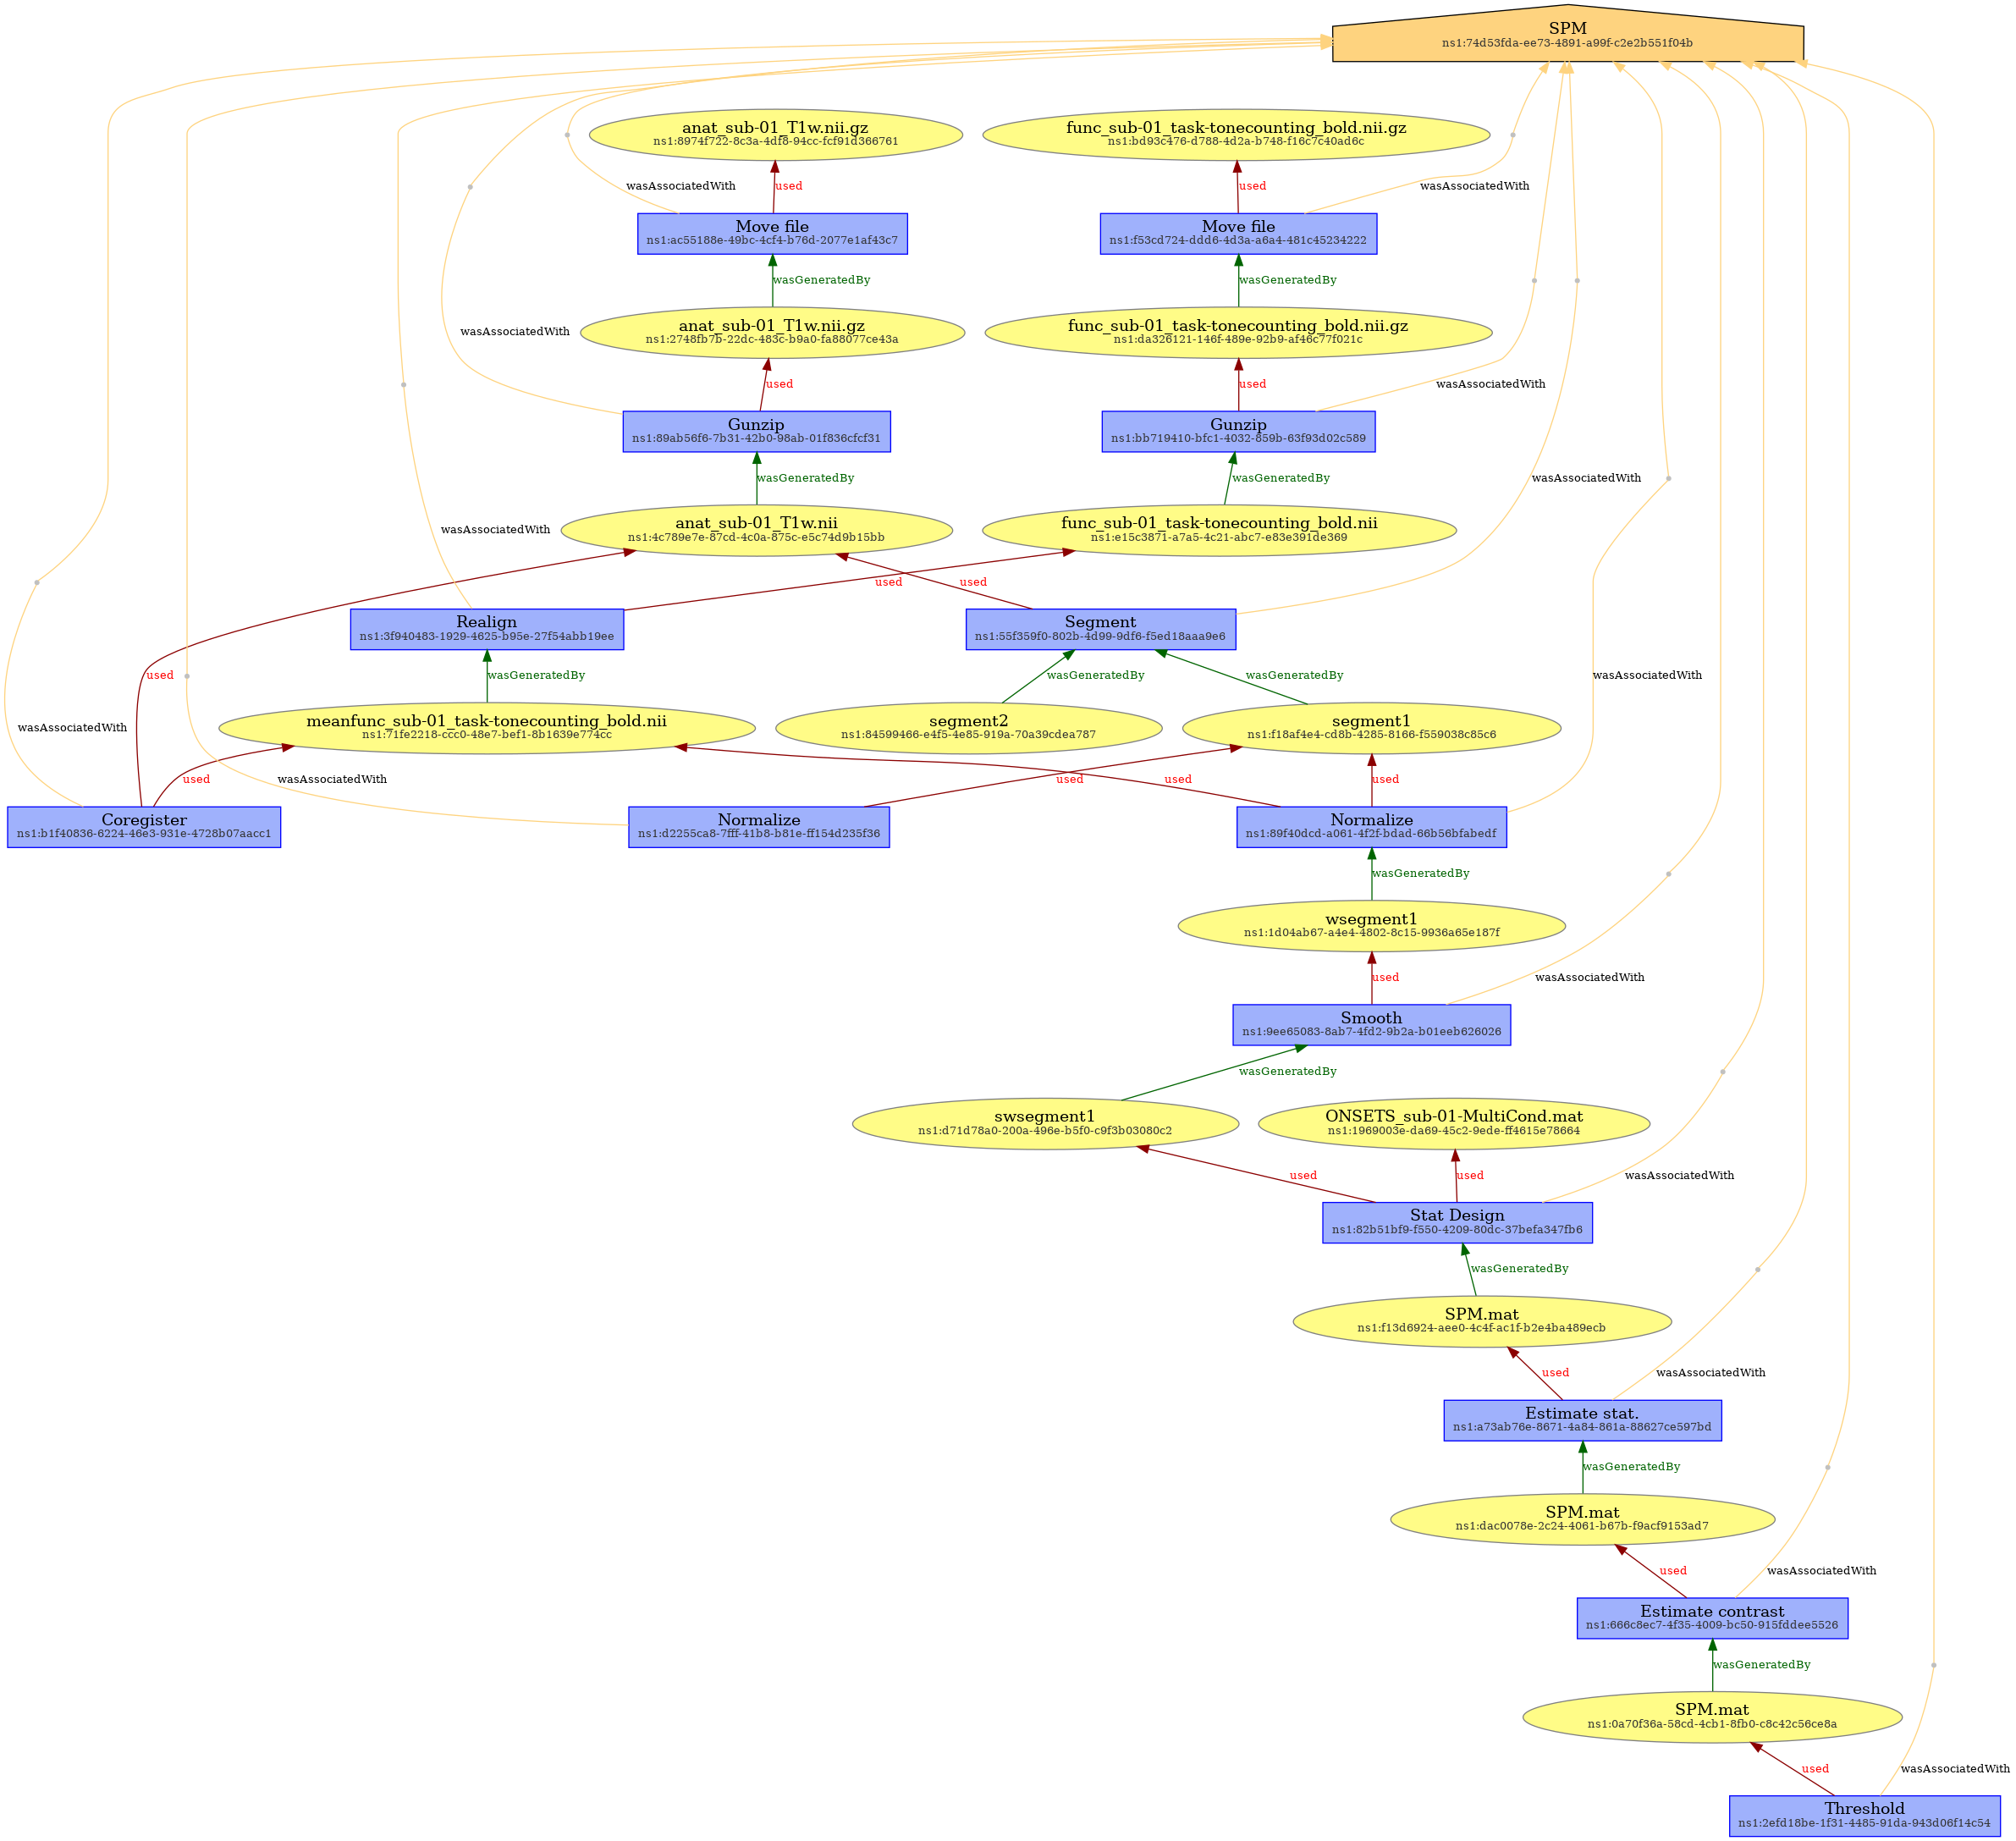 SPM
ns1:74d53fda-ee73-4891-a99f-c2e2b551f04b
anat_sub-01_T1w.nii.gz
ns1:8974f722-8c3a-4df8-94cc-fcf91d366761
func_sub-01_task-tonecounting_bold.nii.gz
ns1:bd93c476-d788-4d2a-b748-f16c7c40ad6c
wasAssociatedWith
used
used
wasAssociatedWith
Move file
ns1:ac55188e-49bc-4cf4-b76d-2077e1af43c7
Move file
ns1:f53cd724-ddd6-4d3a-a6a4-481c45234222
wasGeneratedBy
wasGeneratedBy
wasAssociatedWith
anat_sub-01_T1w.nii.gz
ns1:2748fb7b-22dc-483c-b9a0-fa88077ce43a
func_sub-01_task-tonecounting_bold.nii.gz
ns1:da326121-146f-489e-92b9-af46c77f021c
used
used
wasAssociatedWith
Gunzip
ns1:89ab56f6-7b31-42b0-98ab-01f836cfcf31
Gunzip
ns1:bb719410-bfc1-4032-859b-63f93d02c589
wasGeneratedBy
wasGeneratedBy
wasAssociatedWith
wasAssociatedWith
anat_sub-01_T1w.nii
ns1:4c789e7e-87cd-4c0a-875c-e5c74d9b15bb
func_sub-01_task-tonecounting_bold.nii
ns1:e15c3871-a7a5-4c21-abc7-e83e391de369
used
used
Realign
ns1:3f940483-1929-4625-b95e-27f54abb19ee
Segment
ns1:55f359f0-802b-4d99-9df6-f5ed18aaa9e6
used
wasGeneratedBy
wasGeneratedBy
wasGeneratedBy
wasAssociatedWith
wasAssociatedWith
meanfunc_sub-01_task-tonecounting_bold.nii
ns1:71fe2218-ccc0-48e7-bef1-8b1639e774cc
segment2
ns1:84599466-e4f5-4e85-919a-70a39cdea787
segment1
ns1:f18af4e4-cd8b-4285-8166-f559038c85c6
used
wasAssociatedWith
used
used
used
Coregister
ns1:b1f40836-6224-46e3-931e-4728b07aacc1
Normalize
ns1:d2255ca8-7fff-41b8-b81e-ff154d235f36
Normalize
ns1:89f40dcd-a061-4f2f-bdad-66b56bfabedf
wasGeneratedBy
wsegment1
ns1:1d04ab67-a4e4-4802-8c15-9936a65e187f
used
wasAssociatedWith
Smooth
ns1:9ee65083-8ab7-4fd2-9b2a-b01eeb626026
wasGeneratedBy
swsegment1
ns1:d71d78a0-200a-496e-b5f0-c9f3b03080c2
ONSETS_sub-01-MultiCond.mat
ns1:1969003e-da69-45c2-9ede-ff4615e78664
used
used
wasAssociatedWith
Stat Design
ns1:82b51bf9-f550-4209-80dc-37befa347fb6
wasGeneratedBy
SPM.mat
ns1:f13d6924-aee0-4c4f-ac1f-b2e4ba489ecb
used
wasAssociatedWith
Estimate stat.
ns1:a73ab76e-8671-4a84-861a-88627ce597bd
wasGeneratedBy
SPM.mat
ns1:dac0078e-2c24-4061-b67b-f9acf9153ad7
used
wasAssociatedWith
Estimate contrast
ns1:666c8ec7-4f35-4009-bc50-915fddee5526
wasGeneratedBy
SPM.mat
ns1:0a70f36a-58cd-4cb1-8fb0-c8c42c56ce8a
used
wasAssociatedWith
Threshold
ns1:2efd18be-1f31-4485-91da-943d06f14c54